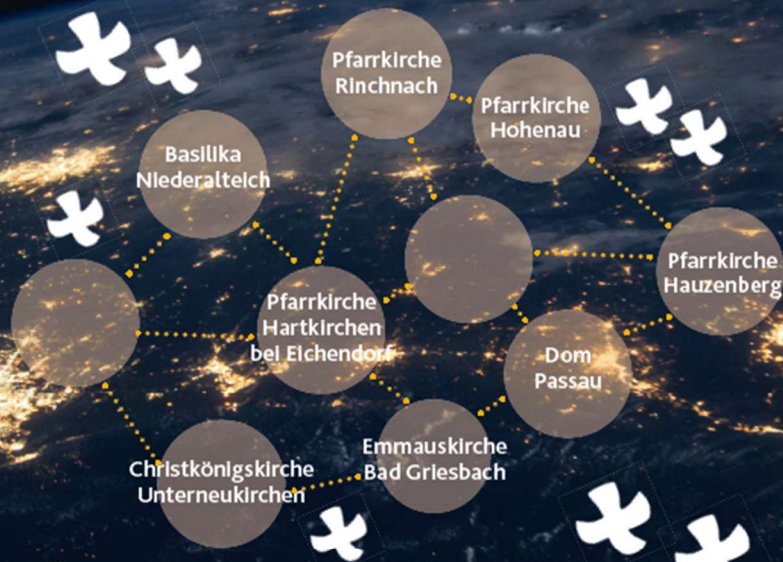 Pfarrkirche
Rinchnach
Pfarrkirche
Hohenau
Basilika
Niederalteich
Pfarrkirche
Hauzenberg
Pfarrkirche
Hartkirchen
bei Eichendorf
Dom
Passau
Emmauskirche
Bad Griesbach
Christkönigskirche
Unterneukirchen